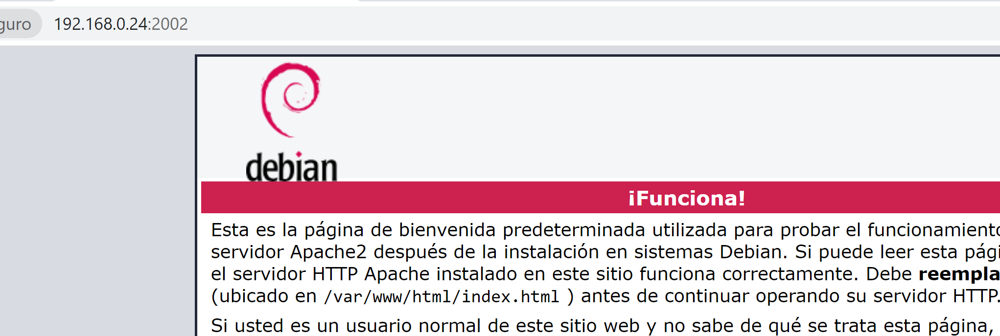 guro 192.168.0.24:2002
debian
¡Funciona!
Esta es la página de bienvenida predeterminada utilizada para probar el funcionamiento
servidor Apache2 después de la instalación en sistemas Debian. Si puede leer esta pági
el servidor HTTP Apache instalado en este sitio funciona correctamente. Debe reempla
(ubicado en /var/www/html/index.html ) antes de continuar operando su servidor HTTP.
Si usted es un usuario normal de este sitio web y no sabe de qué se trata esta página,